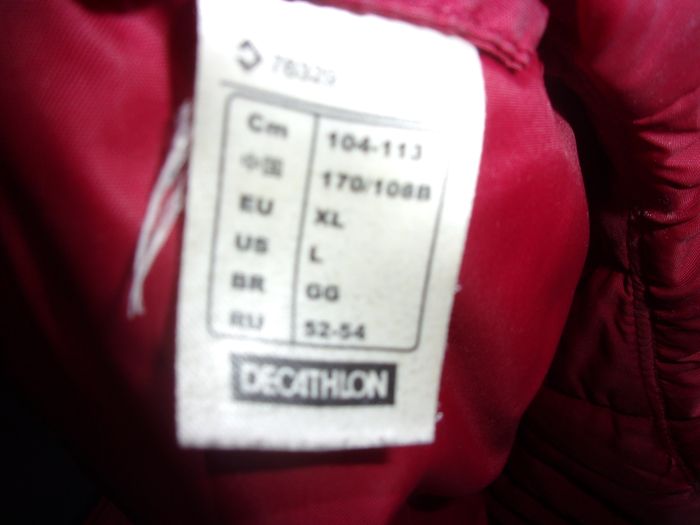 78329
Cm 104-113
中国 170/108B
EU XL
US L
BR GG
RU 52-54
DECATHLON